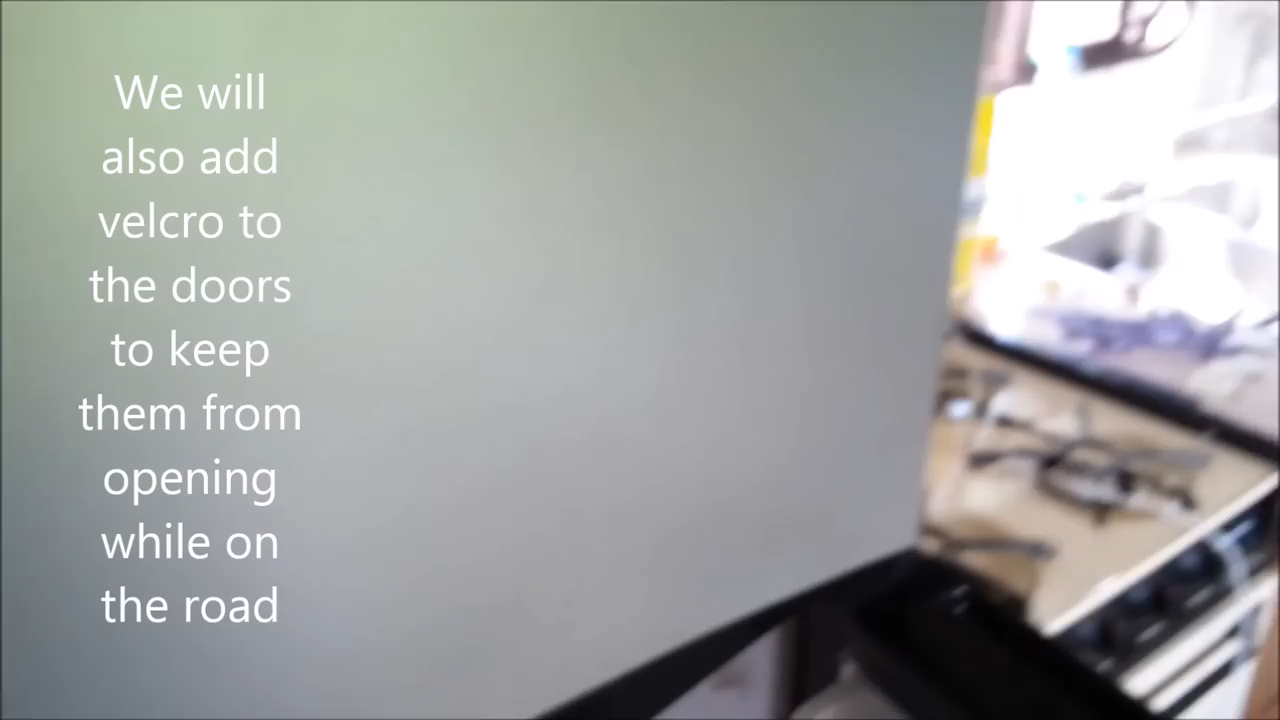 We will
also add
velcro to
the doors
to keep
them from
opening
while on
the road